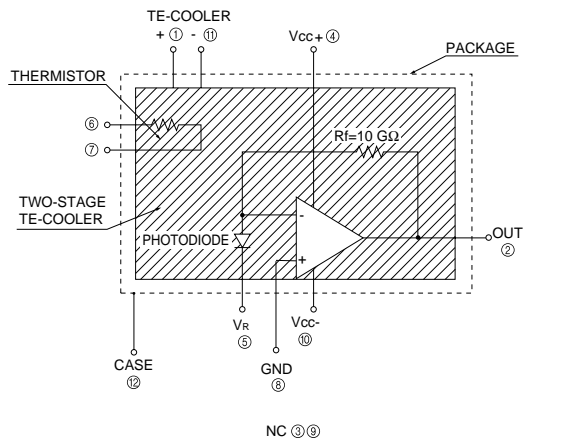 TE-COOLER
+ ① - ⑪
Vcc+ ④
PACKAGE
THERMISTOR
Rf=10 GΩ
⑥
⑦
TWO-STAGE
TE-COOLER
-
PHOTODIODE
+
OUT
②
VR
⑤
Vcc-
⑩
CASE
⑫
GND
⑧
NC ③⑨